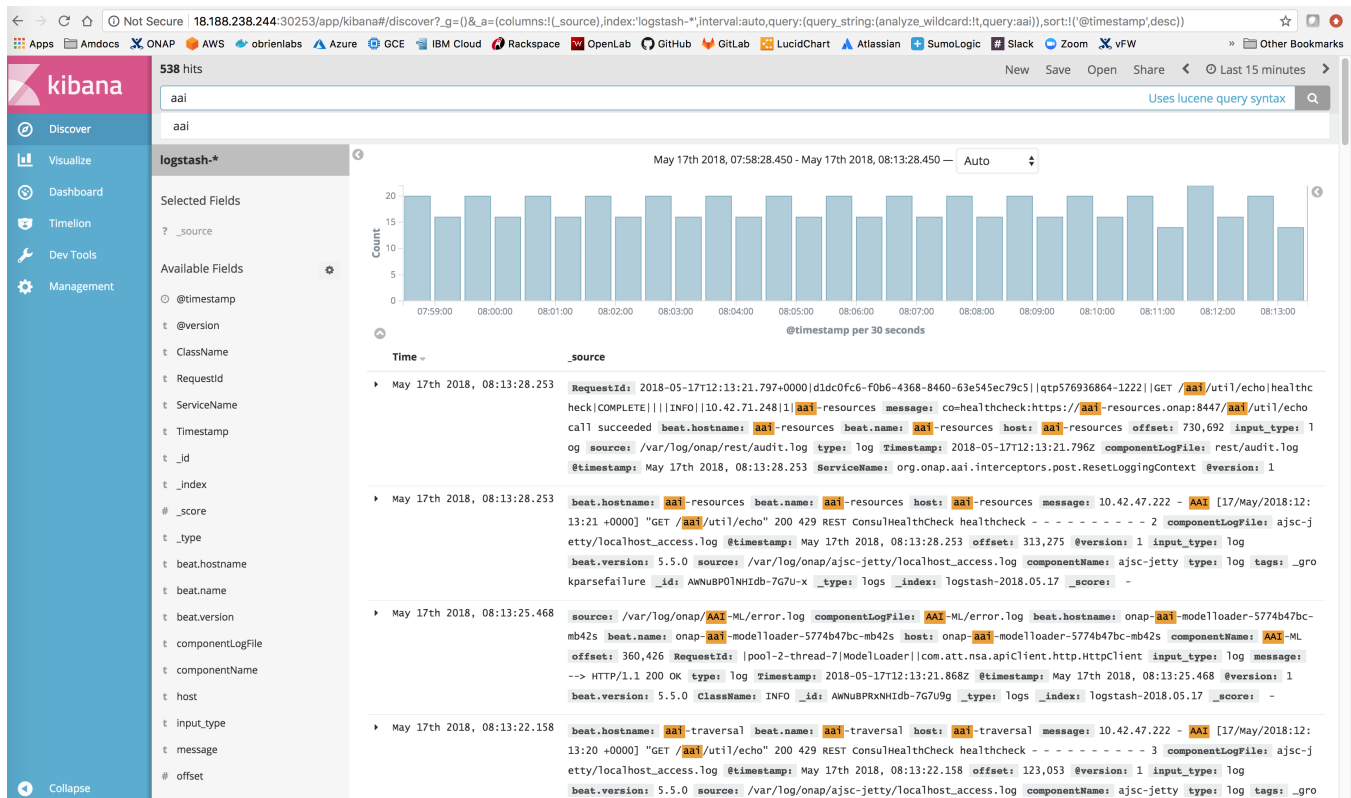 Not Secure | 18.188.238.244:30253/app/kibana#/discover?_g=()&_a=(columns:!(_source),index:'logstash-*',interval:auto,query:(query_string:(analyze_wildcard:!t,query:aai)),sort:!('@timestamp',desc))
Apps Amdocs ONAP AWS obrienlabs Azure GCE IBM Cloud Rackspace OpenLab GitHub GitLab LucidChart Atlassian SumoLogic Slack Zoom vFW » Other Bookmarks
kibana
Discover
Visualize
Dashboard
Timelion
Dev Tools
Management
Collapse
538 hits
New Save Open Share Last 15 minutes
aai
Uses lucene query syntax
aai
logstash-*
Selected Fields
? _source
Available Fields
@timestamp
t @version
t ClassName
t RequestId
t ServiceName
t Timestamp
t _id
t _index
# _score
t _type
t beat.hostname
t beat.name
t beat.version
t componentLogFile
t componentName
t host
t input_type
t message
# offset
May 17th 2018, 07:58:28.450 - May 17th 2018, 08:13:28.450 — Auto
Count
20
15
10
5
0
07:59:00 08:00:00 08:01:00 08:02:00 08:03:00 08:04:00 08:05:00 08:06:00 08:07:00 08:08:00 08:09:00 08:10:00 08:11:00 08:12:00 08:13:00
@timestamp per 30 seconds
Time _source
May 17th 2018, 08:13:28.253
RequestId: 2018-05-17T12:13:21.797+0000|d1dc0fc6-f0b6-4368-8460-63e545ec79c5||qtp576936864-1222||GET /aai/util/echo|healthc
heck|COMPLETE||||INFO||10.42.71.248|1|aai-resources message: co=healthcheck:https://aai-resources.onap:8447/aai/util/echo
call succeeded beat.hostname: aai-resources beat.name: aai-resources host: aai-resources offset: 730,692 input_type: l
og source: /var/log/onap/rest/audit.log type: log Timestamp: 2018-05-17T12:13:21.796Z componentLogFile: rest/audit.log
@timestamp: May 17th 2018, 08:13:28.253 ServiceName: org.onap.aai.interceptors.post.ResetLoggingContext @version: 1
May 17th 2018, 08:13:28.253
beat.hostname: aai-resources beat.name: aai-resources host: aai-resources message: 10.42.47.222 - AAI [17/May/2018:12:
13:21 +0000] "GET /aai/util/echo" 200 429 REST ConsulHealthCheck healthcheck - - - - - - - - - - 2 componentLogFile: ajsc-j
etty/localhost_access.log @timestamp: May 17th 2018, 08:13:28.253 offset: 313,275 @version: 1 input_type: log
beat.version: 5.5.0 source: /var/log/onap/ajsc-jetty/localhost_access.log componentName: ajsc-jetty type: log tags: _gro
kparsefailure _id: AWNuBPOlNHIdb-7G7U-x _type: logs _index: logstash-2018.05.17 _score: -
May 17th 2018, 08:13:25.468
source: /var/log/onap/AAI-ML/error.log componentLogFile: AAI-ML/error.log beat.hostname: onap-aai-modelloader-5774b47bc-
mb42s beat.name: onap-aai-modelloader-5774b47bc-mb42s host: onap-aai-modelloader-5774b47bc-mb42s componentName: AAI-ML
offset: 360,426 RequestId: |pool-2-thread-7|ModelLoader||com.att.nsa.apiClient.http.HttpClient input_type: log message:
--> HTTP/1.1 200 OK type: log Timestamp: 2018-05-17T12:13:21.868Z @timestamp: May 17th 2018, 08:13:25.468 @version: 1
beat.version: 5.5.0 ClassName: INFO _id: AWNuBPRxNHIdb-7G7U9g _type: logs _index: logstash-2018.05.17 _score: -
May 17th 2018, 08:13:22.158
beat.hostname: aai-traversal beat.name: aai-traversal host: aai-traversal message: 10.42.47.222 - AAI [17/May/2018:12:
13:20 +0000] "GET /aai/util/echo" 200 429 REST ConsulHealthCheck healthcheck - - - - - - - - - - 3 componentLogFile: ajsc-j
etty/localhost_access.log @timestamp: May 17th 2018, 08:13:22.158 offset: 123,053 @version: 1 input_type: log
beat.version: 5.5.0 source: /var/log/onap/ajsc-jetty/localhost_access.log componentName: ajsc-jetty type: log tags: _gro